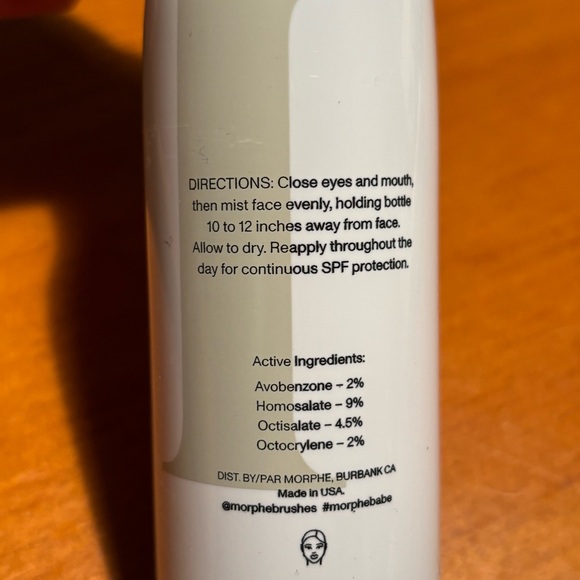 DIRECTIONS: Close eyes and mouth,
then mist face evenly, holding bottle
10 to 12 inches away from face.
Allow to dry. Reapply throughout the
day for continuous SPF protection.
Active Ingredients:
Avobenzone – 2%
Homosalate – 9%
Octisalate – 4.5%
Octocrylene – 2%
DIST. BY/PAR MORPHE, BURBANK CA
Made in USA.
@morphebrushes #morphebabe